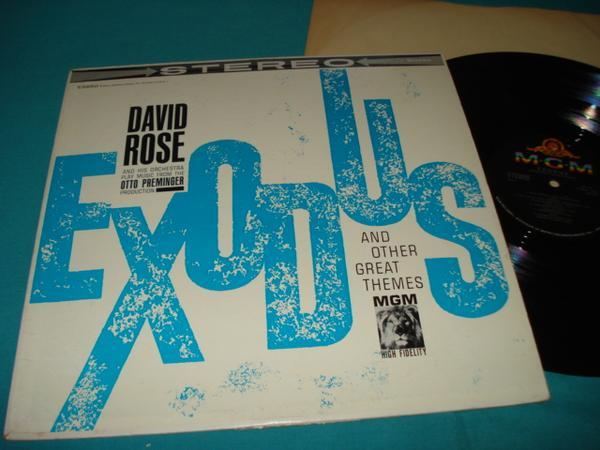 STEREO
DAVID
ROSE
AND HIS ORCHESTRA
PLAY MUSIC FROM THE
OTTO PREMINGER
PRODUCTION
EXODUS
AND
OTHER
GREAT
THEMES
MGM
HIGH FIDELITY
M-G-M